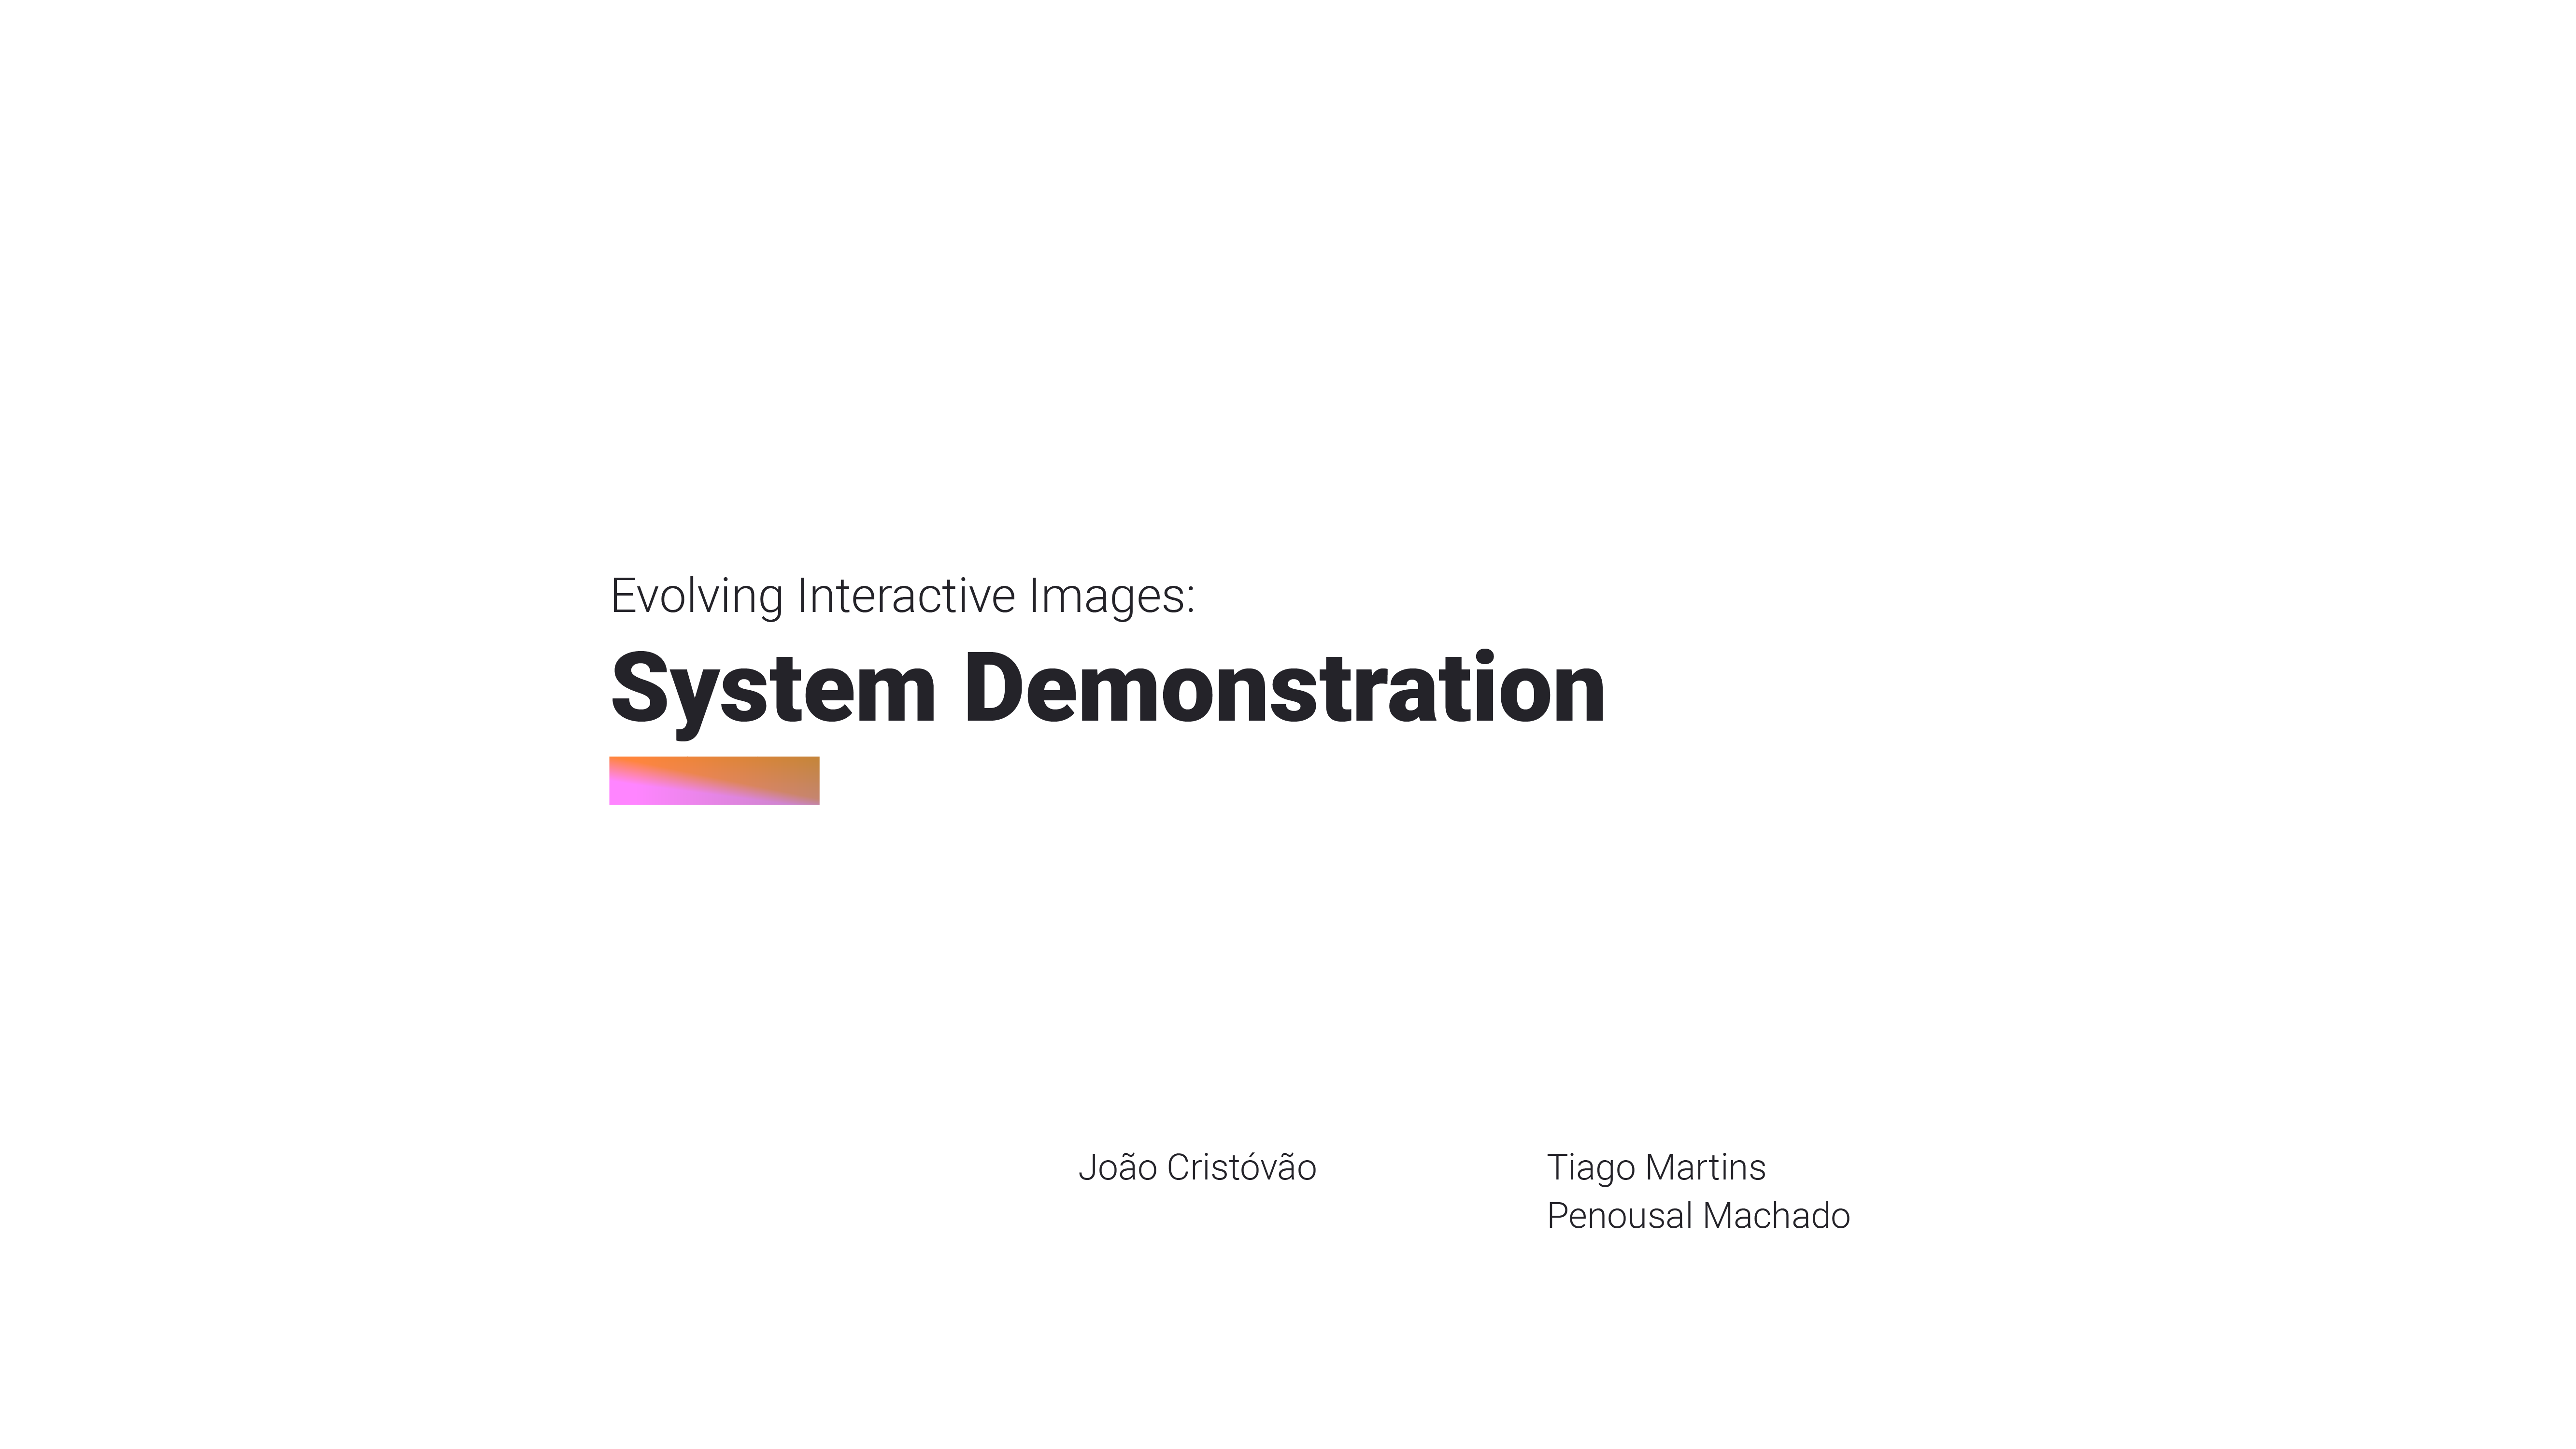 Evolving Interactive Images:
System Demonstration
João Cristóvão
Tiago Martins
Penousal Machado